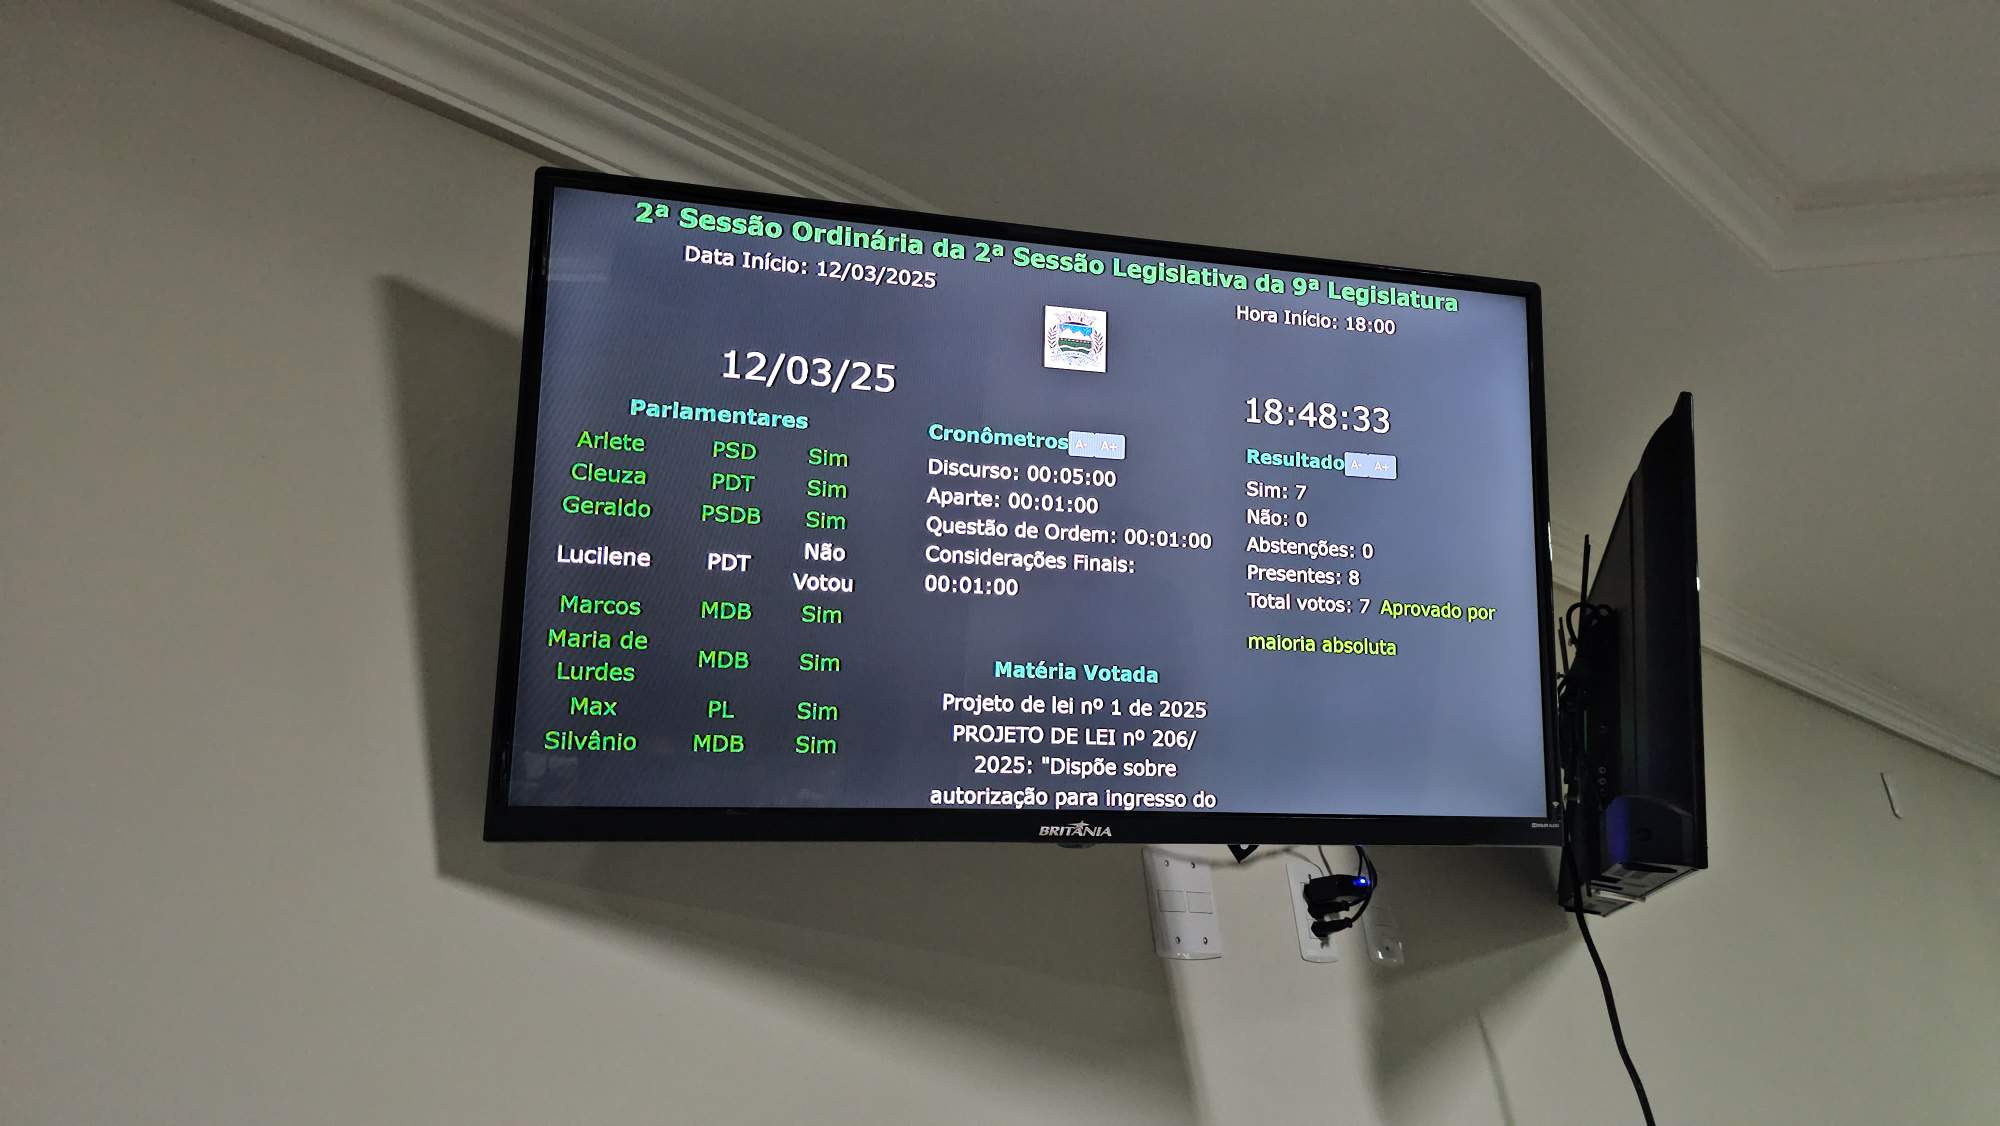 2ª Sessão Ordinária da 2ª Sessão Legislativa da 9ª Legislatura
Data Início: 12/03/2025
Hora Início: 18:00
12/03/25
18:48:33
Parlamentares
Arlete PSD Sim
Cleuza PDT Sim
Geraldo PSDB Sim
Lucilene PDT Não Votou
Marcos MDB Sim
Maria de Lurdes MDB Sim
Max PL Sim
Silvânio MDB Sim
Cronômetros A- A+
Discurso: 00:05:00
Aparte: 00:01:00
Questão de Ordem: 00:01:00
Considerações Finais:
00:01:00
Resultado A- A+
Sim: 7
Não: 0
Abstenções: 0
Presentes: 8
Total votos: 7 Aprovado por
maioria absoluta
Matéria Votada
Projeto de lei nº 1 de 2025
PROJETO DE LEI nº 206/
2025: "Dispõe sobre
autorização para ingresso do
BRITÂNIA